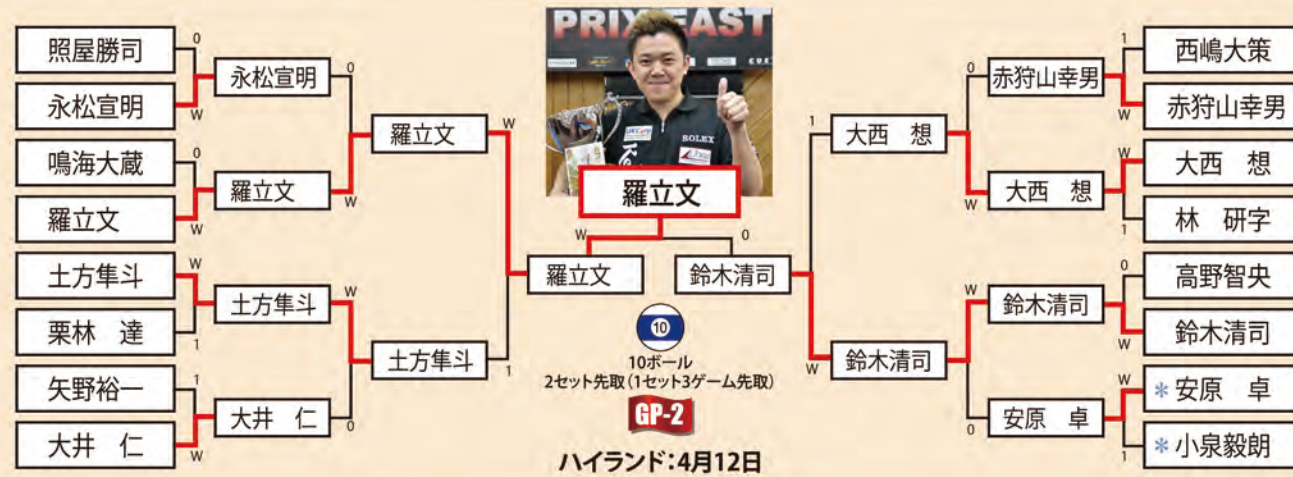 照屋勝司
0
永松宣明
W
鳴海大蔵
0
羅立文
W
土方隼斗
W
栗林　達
1
矢野裕一
1
大井　仁
W
永松宣明
0
羅立文
W
土方隼斗
W
大井　仁
0
羅立文
W
土方隼斗
1
PRIX EAST
ROLEX
羅立文
W
0
羅立文
鈴木清司
10
10ボール
2セット先取（1セット3ゲーム先取）
GP-2
ハイランド：4月12日
1
大西　想
W
鈴木清司
0
赤狩山幸男
W
大西　想
W
鈴木清司
0
安原　卓
1
西嶋大策
W
赤狩山幸男
W
大西　想
1
林　研字
0
高野智央
W
鈴木清司
W
＊安原　卓
1
＊小泉毅朗